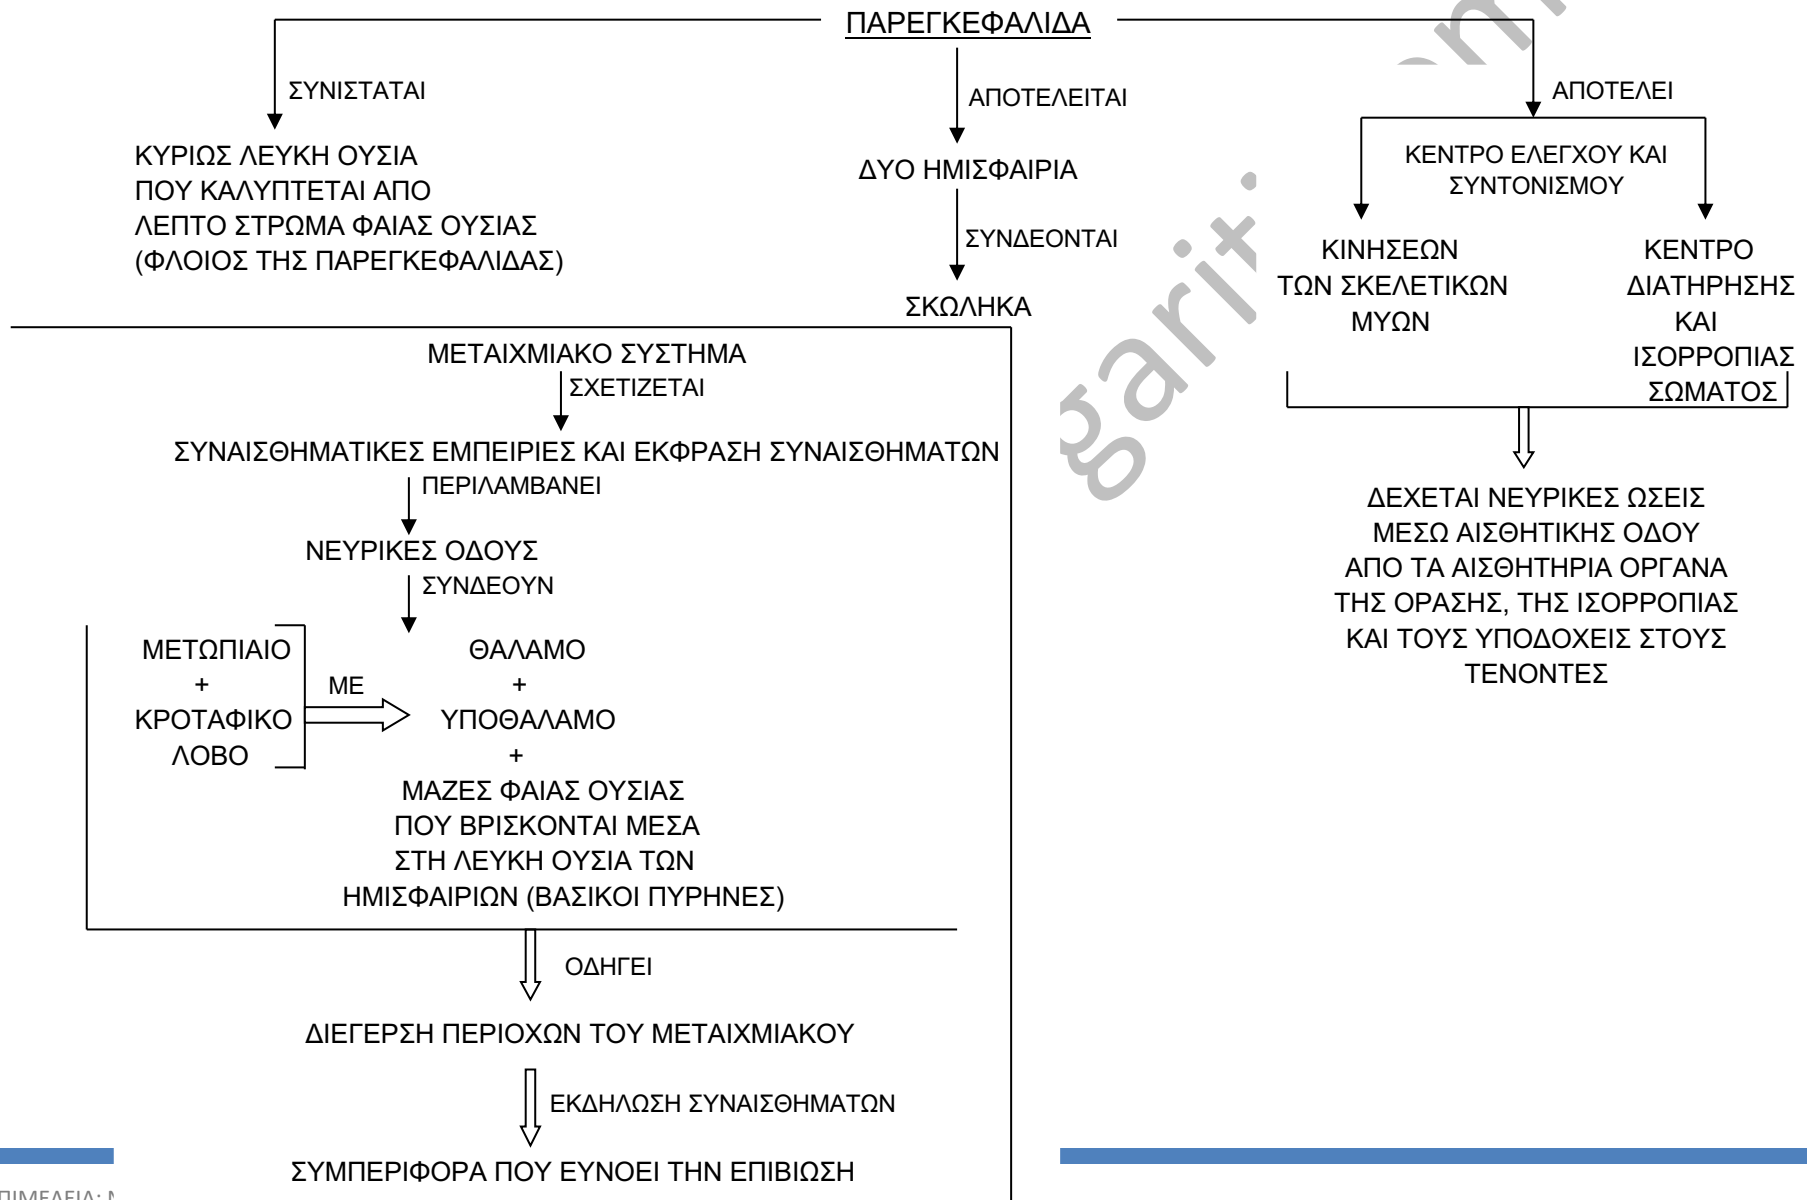 ΠΑΡΕΓΚΕΦΑΛΙΔΑ
ΣΥΝΙΣΤΑΤΑΙ
ΚΥΡΙΩΣ ΛΕΥΚΗ ΟΥΣΙΑ
ΠΟΥ ΚΑΛΥΠΤΕΤΑΙ ΑΠΟ
ΛΕΠΤΟ ΣΤΡΩΜΑ ΦΑΙΑΣ ΟΥΣΙΑΣ
(ΦΛΟΙΟΣ ΤΗΣ ΠΑΡΕΓΚΕΦΑΛΙΔΑΣ)
ΑΠΟΤΕΛΕΙΤΑΙ
ΔΥΟ ΗΜΙΣΦΑΙΡΙΑ
ΣΥΝΔΕΟΝΤΑΙ
ΣΚΩΛΗΚΑ
ΑΠΟΤΕΛΕΙ
ΚΕΝΤΡΟ ΕΛΕΓΧΟΥ ΚΑΙ
ΣΥΝΤΟΝΙΣΜΟΥ
ΚΙΝΗΣΕΩΝ
ΤΩΝ ΣΚΕΛΕΤΙΚΩΝ
ΜΥΩΝ
ΚΕΝΤΡΟ
ΔΙΑΤΗΡΗΣΗΣ
ΚΑΙ
ΙΣΟΡΡΟΠΙΑΣ
ΣΩΜΑΤΟΣ
ΔΕΧΕΤΑΙ ΝΕΥΡΙΚΕΣ ΩΣΕΙΣ
ΜΕΣΩ ΑΙΣΘΗΤΙΚΗΣ ΟΔΟΥ
ΑΠΟ ΤΑ ΑΙΣΘΗΤΗΡΙΑ ΟΡΓΑΝΑ
ΤΗΣ ΟΡΑΣΗΣ, ΤΗΣ ΙΣΟΡΡΟΠΙΑΣ
ΚΑΙ ΤΟΥΣ ΥΠΟΔΟΧΕΙΣ ΣΤΟΥΣ
ΤΕΝΟΝΤΕΣ
ΜΕΤΑΙΧΜΙΑΚΟ ΣΥΣΤΗΜΑ
ΣΧΕΤΙΖΕΤΑΙ
ΣΥΝΑΙΣΘΗΜΑΤΙΚΕΣ ΕΜΠΕΙΡΙΕΣ ΚΑΙ ΕΚΦΡΑΣΗ ΣΥΝΑΙΣΘΗΜΑΤΩΝ
ΠΕΡΙΛΑΜΒΑΝΕΙ
ΝΕΥΡΙΚΕΣ ΟΔΟΥΣ
ΣΥΝΔΕΟΥΝ
ΜΕΤΩΠΙΑΙΟ
+
ΚΡΟΤΑΦΙΚΟ
ΛΟΒΟ
ΜΕ
ΘΑΛΑΜΟ
+
ΥΠΟΘΑΛΑΜΟ
+
ΜΑΖΕΣ ΦΑΙΑΣ ΟΥΣΙΑΣ
ΠΟΥ ΒΡΙΣΚΟΝΤΑΙ ΜΕΣΑ
ΣΤΗ ΛΕΥΚΗ ΟΥΣΙΑ ΤΩΝ
ΗΜΙΣΦΑΙΡΙΩΝ (ΒΑΣΙΚΟΙ ΠΥΡΗΝΕΣ)
ΟΔΗΓΕΙ
ΔΙΕΓΕΡΣΗ ΠΕΡΙΟΧΩΝ ΤΟΥ ΜΕΤΑΙΧΜΙΑΚΟΥ
ΕΚΔΗΛΩΣΗ ΣΥΝΑΙΣΘΗΜΑΤΩΝ
ΣΥΜΠΕΡΙΦΟΡΑ ΠΟΥ ΕΥΝΟΕΙ ΤΗΝ ΕΠΙΒΙΩΣΗ